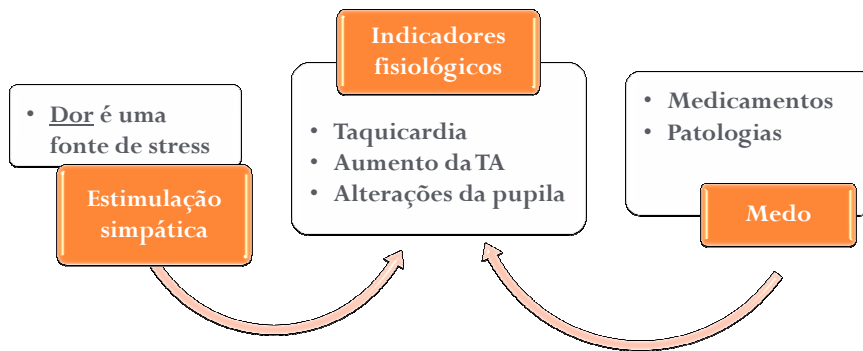 • Dor é uma
fonte de stress
Estimulação
simpática
Indicadores
fisiológicos
• Taquicardia
• Aumento da TA
• Alterações da pupila
• Medicamentos
• Patologias
Medo